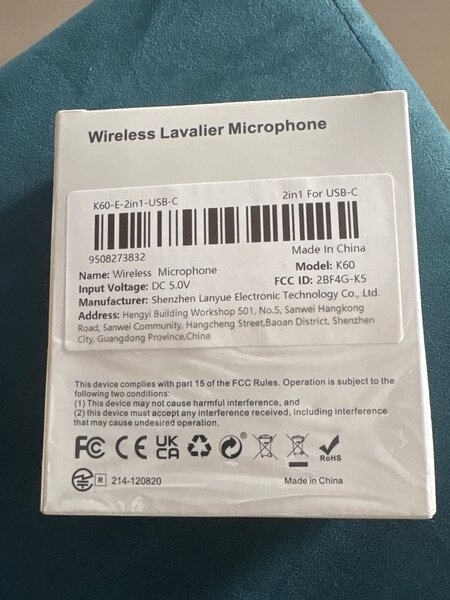 Wireless Lavalier Microphone
K60-E-2in1-USB-C 2in1 For USB-C
9508273832 Made In China
Name: Wireless Microphone Model: K60
Input Voltage: DC 5.0V FCC ID: 2BF4G-K5
Manufacturer: Shenzhen Lanyue Electronic Technology Co., Ltd.
Address: Hengyi Building Workshop 501, No.5, Sanwei Hangkong
Road, Sanwei Community, Hangcheng Street,Baoan District, Shenzhen
City, Guangdong Province,China
This device complies with part 15 of the FCC Rules. Operation is subject to the
following two conditions:
(1) This device may not cause harmful interference, and
(2) this device must accept any interference received, including interference
that may cause undesired operation.
FC CE UK CA ® RoHS
R 214-120820 Made in China